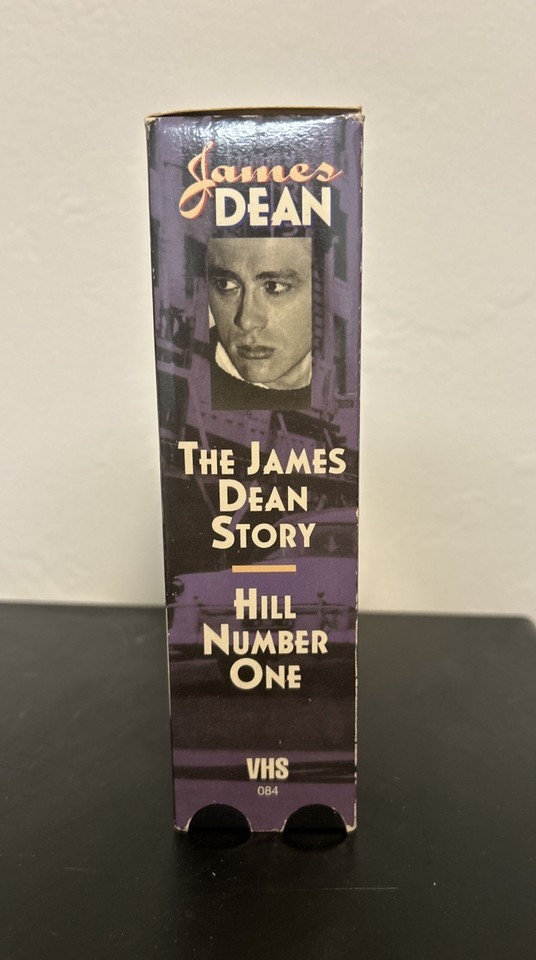 James
DEAN
The James
Dean
Story
Hill
Number
One
VHS
084